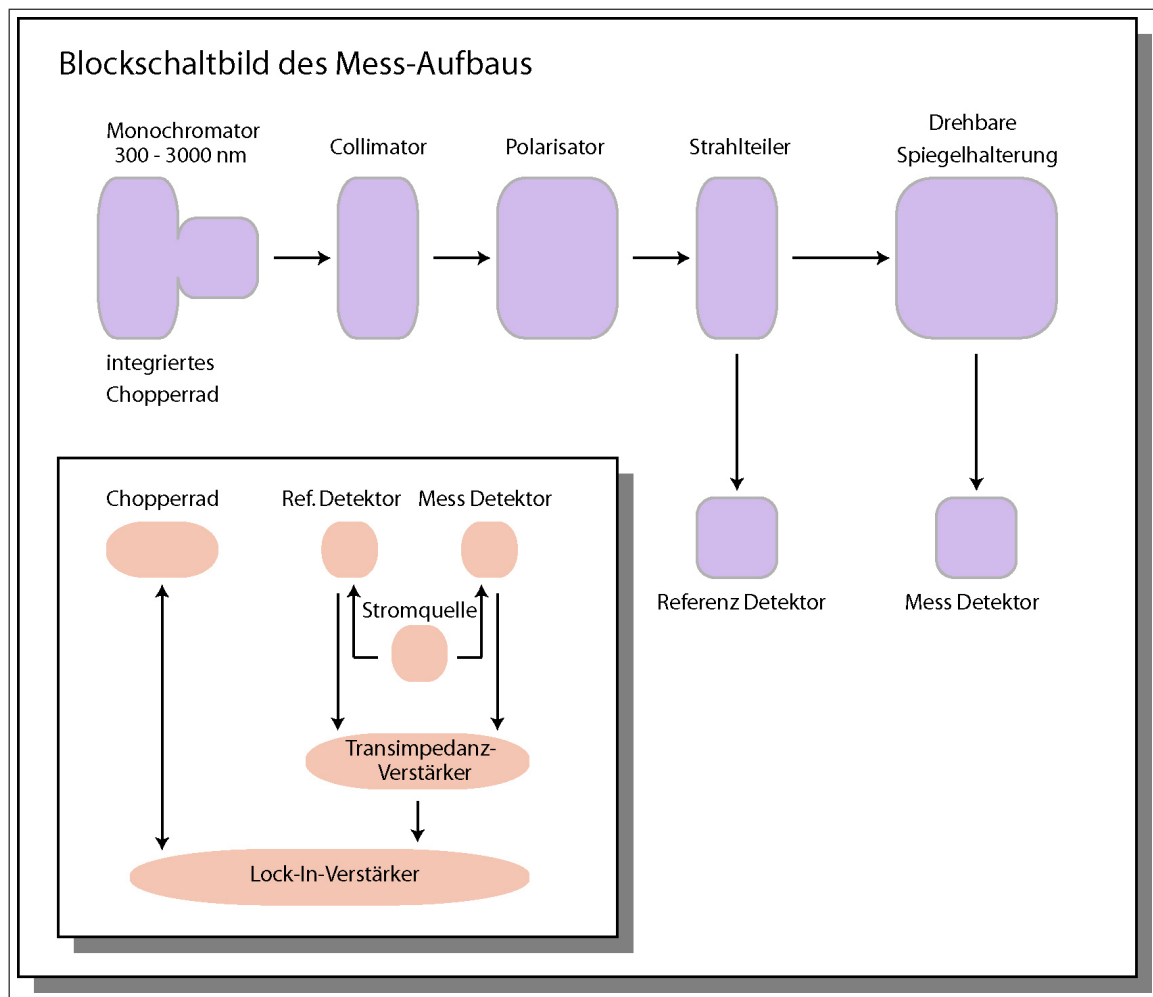 Blockschaltbild des Mess-Aufbaus
Monochromator
300 - 3000 nm
Collimator
Polarisator
Strahlteiler
Drehbare
Spiegelhalterung
integriertes
Chopperrad
Referenz Detektor
Mess Detektor
Chopperrad
Ref. Detektor
Mess Detektor
Stromquelle
Transimpedanz-
Verstärker
Lock-In-Verstärker